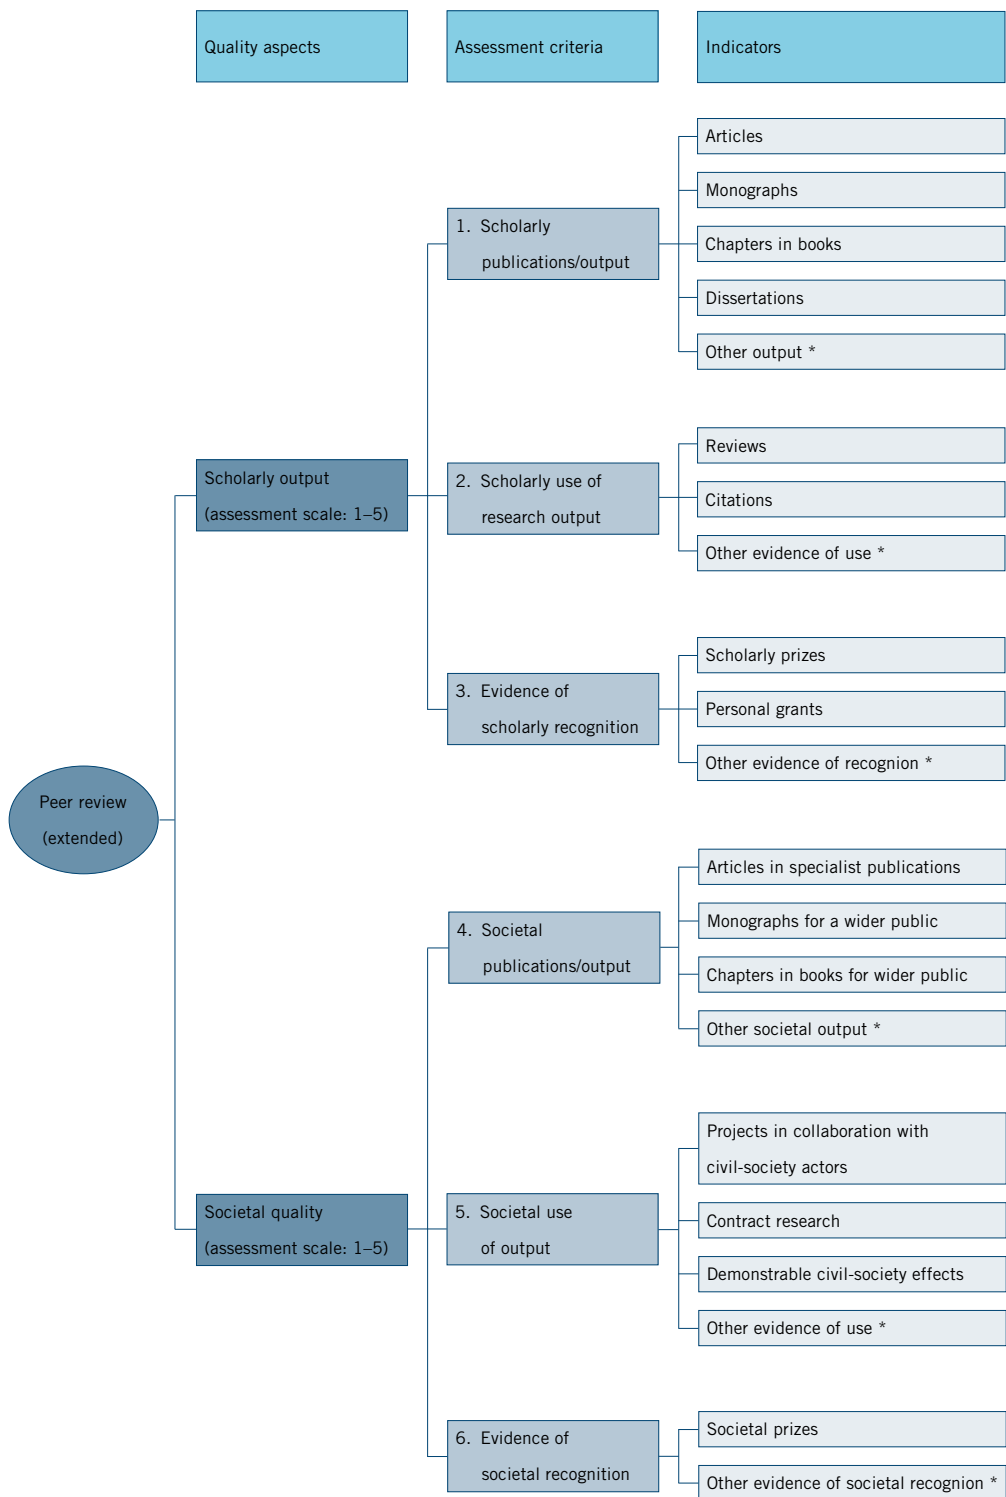 Quality aspects
Assessment criteria
Indicators
Articles
Monographs
1. Scholarly
publications/output
Chapters in books
Dissertations
Other output *
Reviews
Scholarly output
(assessment scale: 1–5)
2. Scholarly use of
research output
Citations
Other evidence of use *
Scholarly prizes
3. Evidence of
scholarly recognition
Personal grants
Other evidence of recognion *
Peer review
(extended)
Articles in specialist publications
4. Societal
publications/output
Monographs for a wider public
Chapters in books for wider public
Other societal output *
Projects in collaboration with
civil-society actors
Societal quality
(assessment scale: 1–5)
5. Societal use
of output
Contract research
Demonstrable civil-society effects
Other evidence of use *
6. Evidence of
societal recognition
Societal prizes
Other evidence of societal recognion *